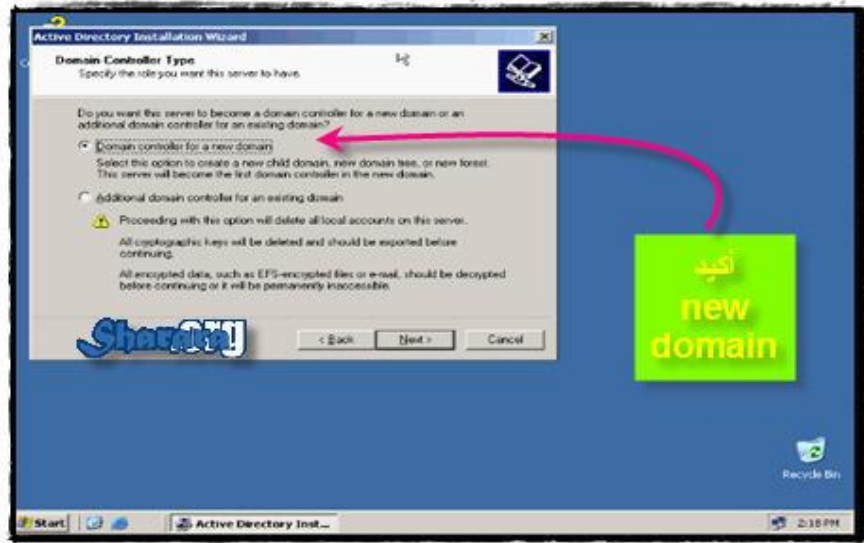 Active Directory Installation Wizard
Domain Controller Type
Specify the role you want this server to have.
Do you want this server to become a domain controller for a new domain or an
additional domain controller for an existing domain?
Domain controller for a new domain
Select this option to create a new child domain, new domain tree, or new forest.
This server will become the first domain controller in the new domain.
Additional domain controller for an existing domain
Proceeding with this option will delete all local accounts on this server.
All cryptographic keys will be deleted and should be exported before
continuing.
All encrypted data, such as EFS-encrypted files or e-mail, should be decrypted
before continuing or it will be permanently inaccessible.
< Back
Next >
Cancel
أكيد
new
domain
Recycle Bin
Start
Active Directory Inst...
2:18 PM